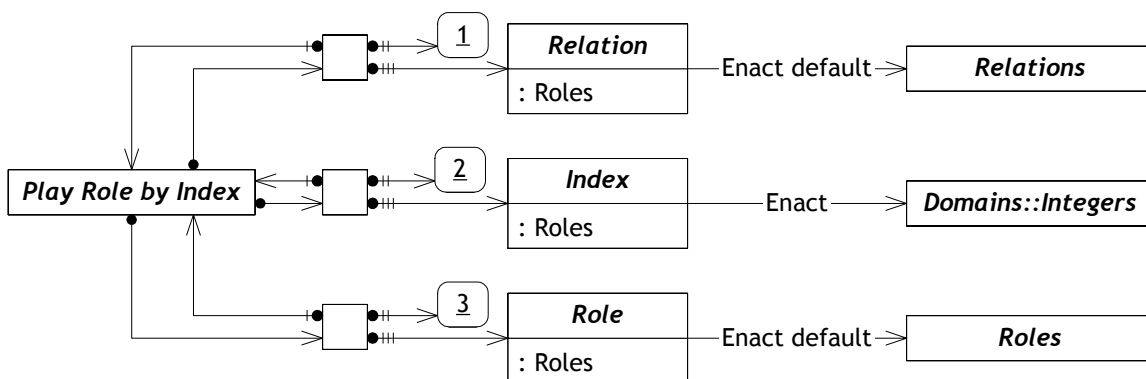 1
Relation
: Roles
Enact default
Relations
Play Role by Index
2
Index
: Roles
Enact
Domains::Integers
3
Role
: Roles
Enact default
Roles